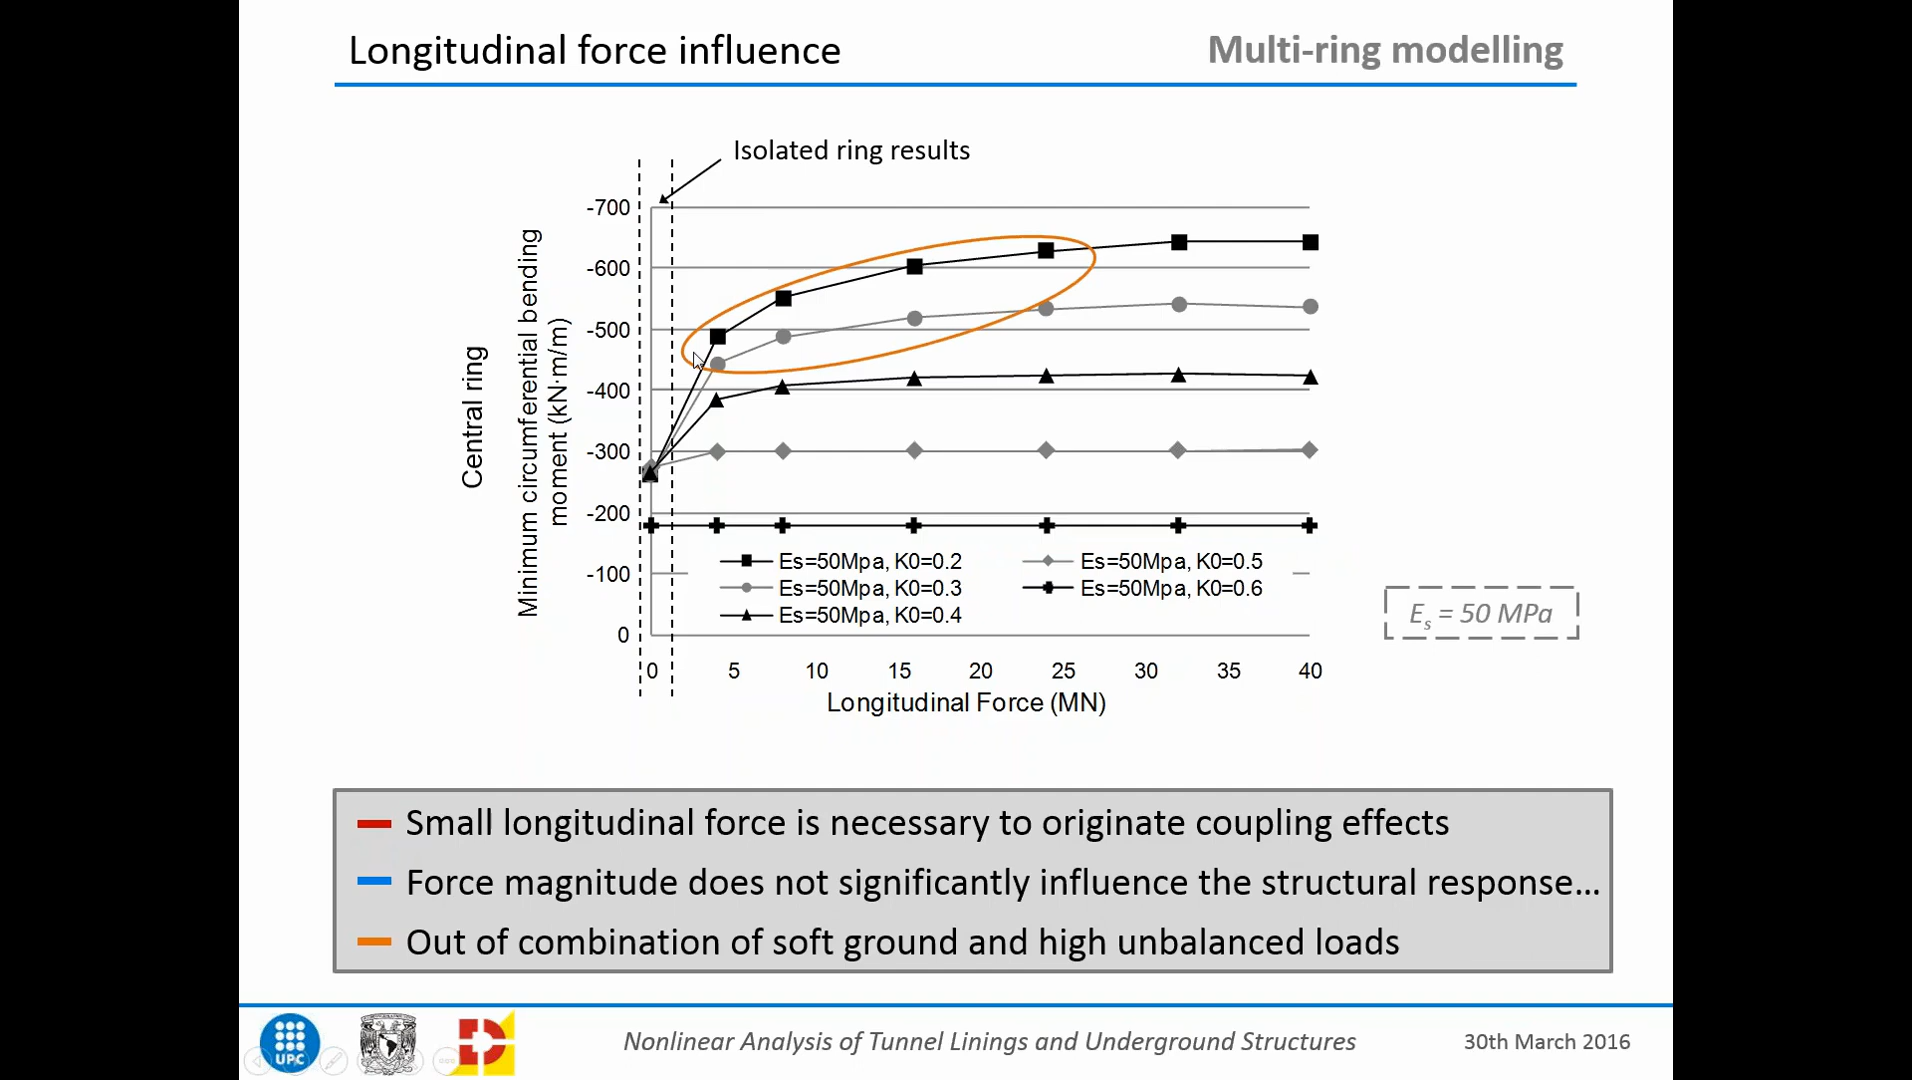 Longitudinal force influence
Multi-ring modelling
Isolated ring results
-700
-600
-500
-400
-300
-200
-100
0
Central ring
Minimum circumferential bending
moment (kN·m/m)
Es=50Mpa, K0=0.2
Es=50Mpa, K0=0.5
Es=50Mpa, K0=0.3
Es=50Mpa, K0=0.6
Es=50Mpa, K0=0.4
0 5 10 15 20 25 30 35 40
Longitudinal Force (MN)
Es = 50 MPa
Small longitudinal force is necessary to originate coupling effects
Force magnitude does not significantly influence the structural response...
Out of combination of soft ground and high unbalanced loads
UPC
Nonlinear Analysis of Tunnel Linings and Underground Structures
30th March 2016